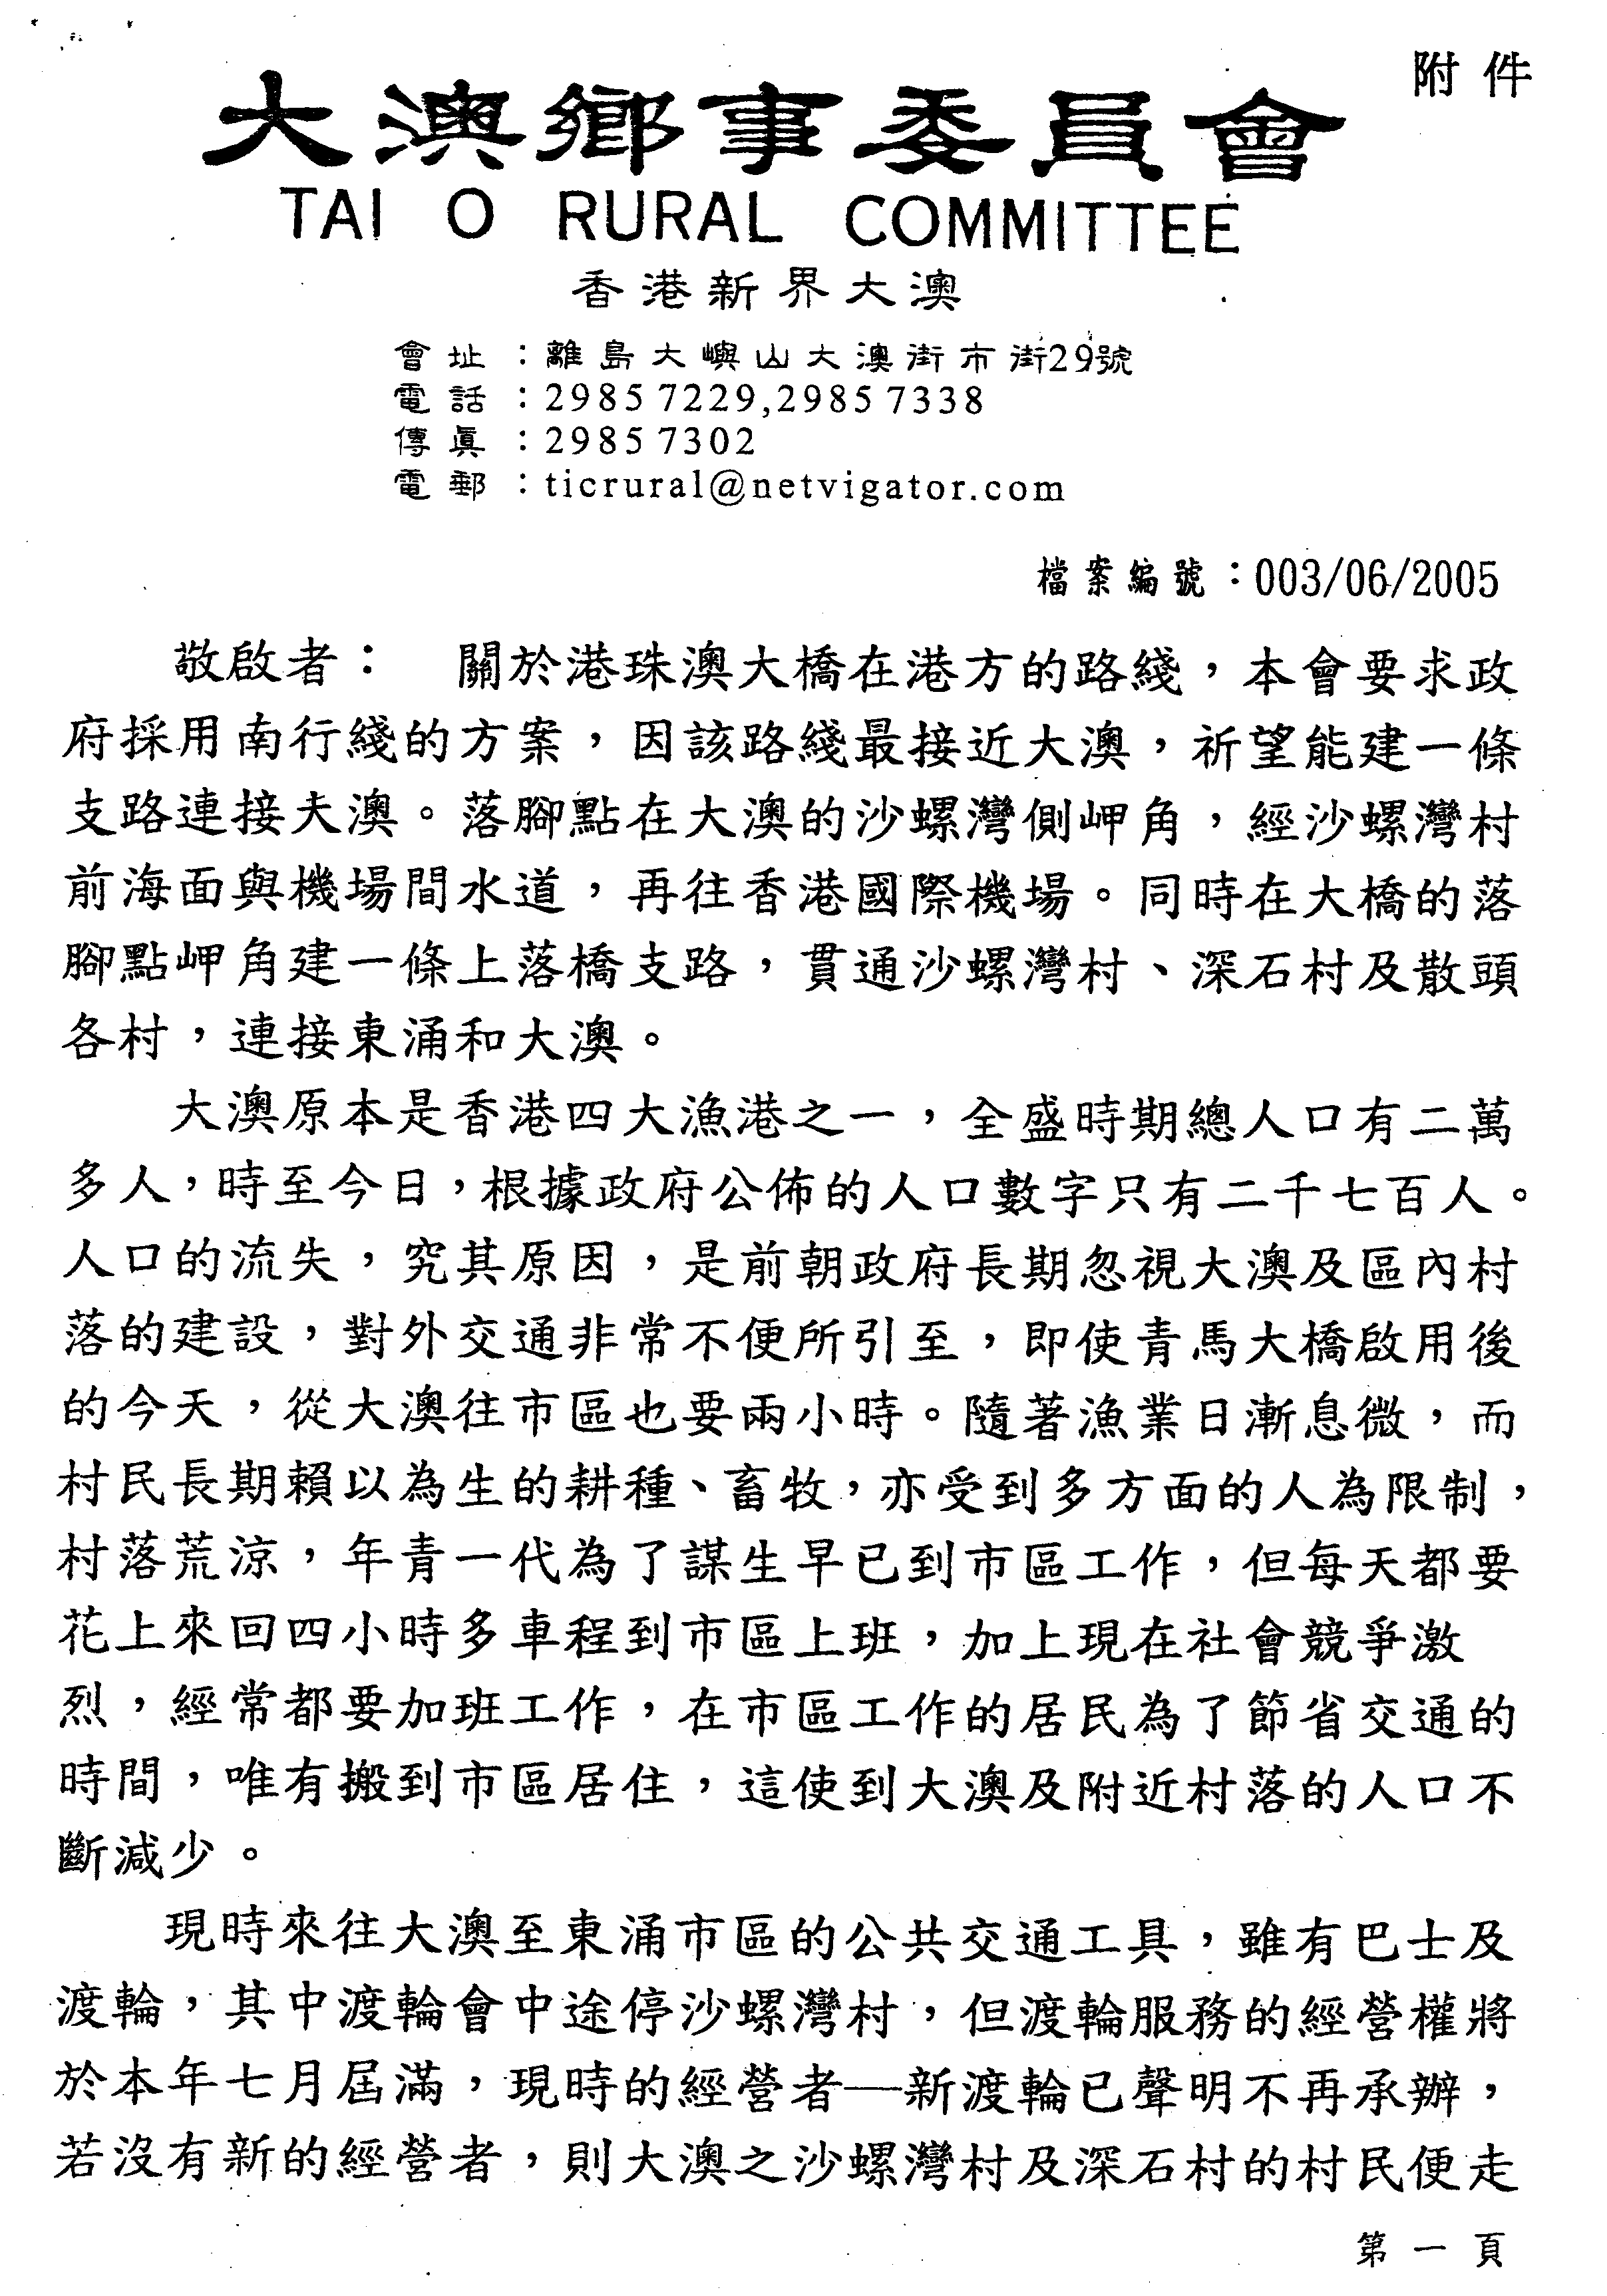 附件
大澳鄉事委員會
TAI O RURAL COMMITTEE
香港新界大澳
會址：離島大嶼山大澳街市街29號
電話：2985 7229,2985 7338
傳眞：2985 7302
電郵：ticrural@netvigator.com
檔案編號：003/06/2005
敬啟者：　關於港珠澳大橋在港方的路綫，本會要求政
府採用南行綫的方案，因該路綫最接近大澳，祈望能建一條
支路連接大澳。落腳點在大澳的沙螺灣側岬角，經沙螺灣村
前海面與機場間水道，再往香港國際機場。同時在大橋的落
腳點岬角建一條上落橋支路，貫通沙螺灣村、深石村及散頭
各村，連接東涌和大澳。
大澳原本是香港四大漁港之一，全盛時期總人口有二萬
多人，時至今日，根據政府公佈的人口數字只有二千七百人。
人口的流失，究其原因，是前朝政府長期忽視大澳及區內村
落的建設，對外交通非常不便所引至，即使青馬大橋啟用後
的今天，從大澳往市區也要兩小時。隨著漁業日漸息微，而
村民長期賴以為生的耕種、畜牧，亦受到多方面的人為限制，
村落荒涼，年青一代為了謀生早已到市區工作，但每天都要
花上來回四小時多車程到市區上班，加上現在社會競爭激
烈，經常都要加班工作，在市區工作的居民為了節省交通的
時間，唯有搬到市區居住，這使到大澳及附近村落的人口不
斷減少。
現時來往大澳至東涌市區的公共交通工具，雖有巴士及
渡輪，其中渡輪會中途停沙螺灣村，但渡輪服務的經營權將
於本年七月屆滿，現時的經營者—新渡輪已聲明不再承辦，
若沒有新的經營者，則大澳之沙螺灣村及深石村的村民便走
第一頁